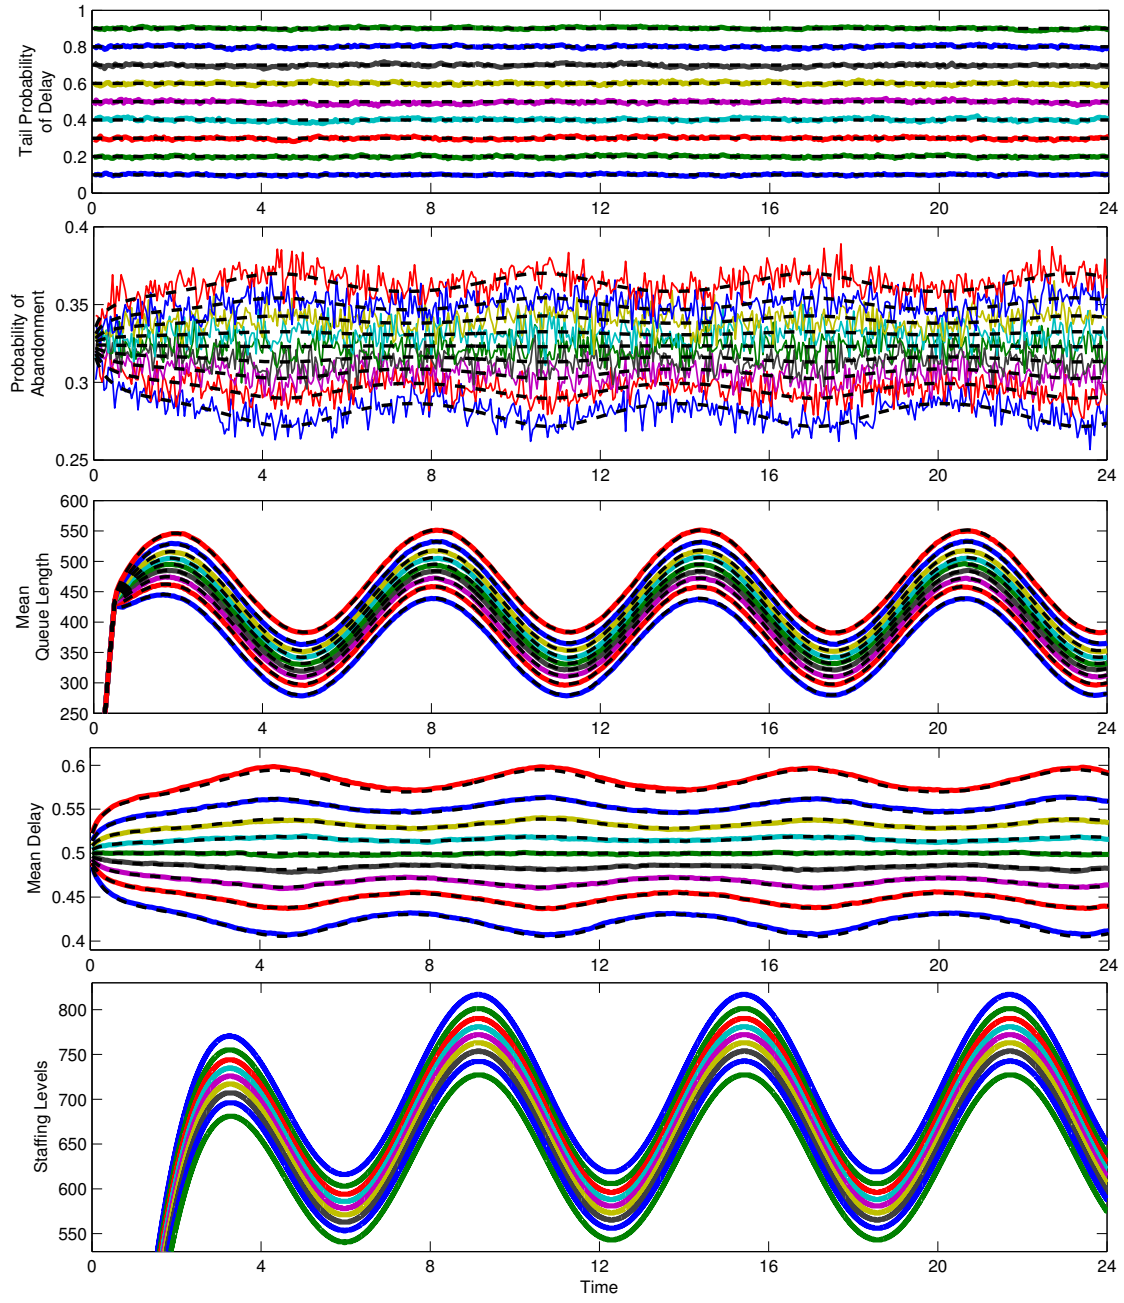 1
0.8
0.6
0.4
0.2
0
Tail Probability
of Delay
0 4 8 12 16 20 24
0.4
0.35
0.3
0.25
Probability of
Abandonment
0 4 8 12 16 20 24
600
550
500
450
400
350
300
250
Mean
Queue Length
0 4 8 12 16 20 24
0.6
0.55
0.5
0.45
0.4
Mean Delay
0 4 8 12 16 20 24
800
750
700
650
600
550
Staffing Levels
0 4 8 12 16 20 24
Time